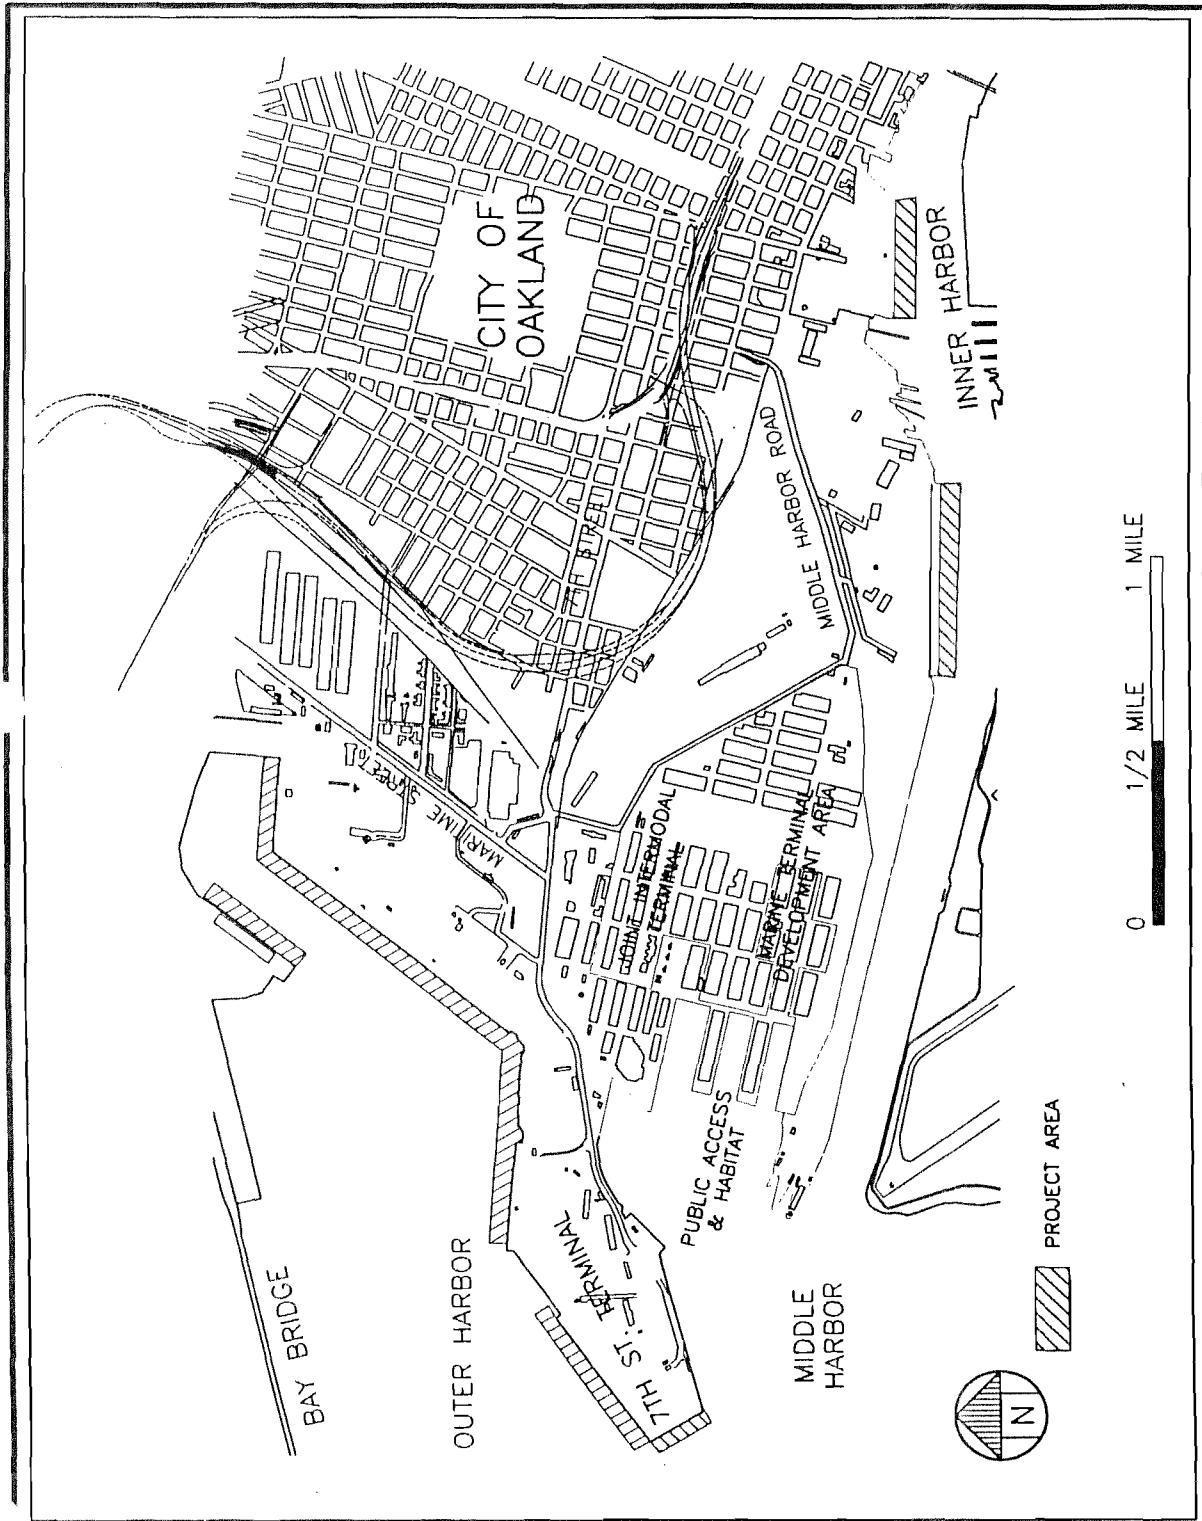 BAY BRIDGE
OUTER HARBOR
7TH ST. TERMINAL
MIDDLE
HARBOR
PUBLIC ACCESS
& HABITAT
MARITIME
STREET
JOINT INTERMODAL
TERMINAL
MARINE TERMINAL
DEVELOPMENT AREA
CITY OF
OAKLAND
STREET
MIDDLE HARBOR ROAD
INNER HARBOR
N
PROJECT AREA
0 1/2 MILE 1 MILE